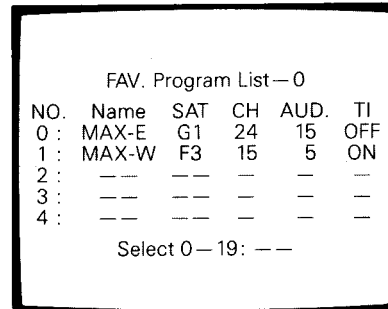 FAV. Program List—0
NO. Name SAT CH AUD. TI
0 : MAX-E G1 24 15 OFF
1 : MAX-W F3 15 5 ON
2 : —— —— — — —
3 : —— —— — — —
4 : —— —— — — —
Select 0—19: ——